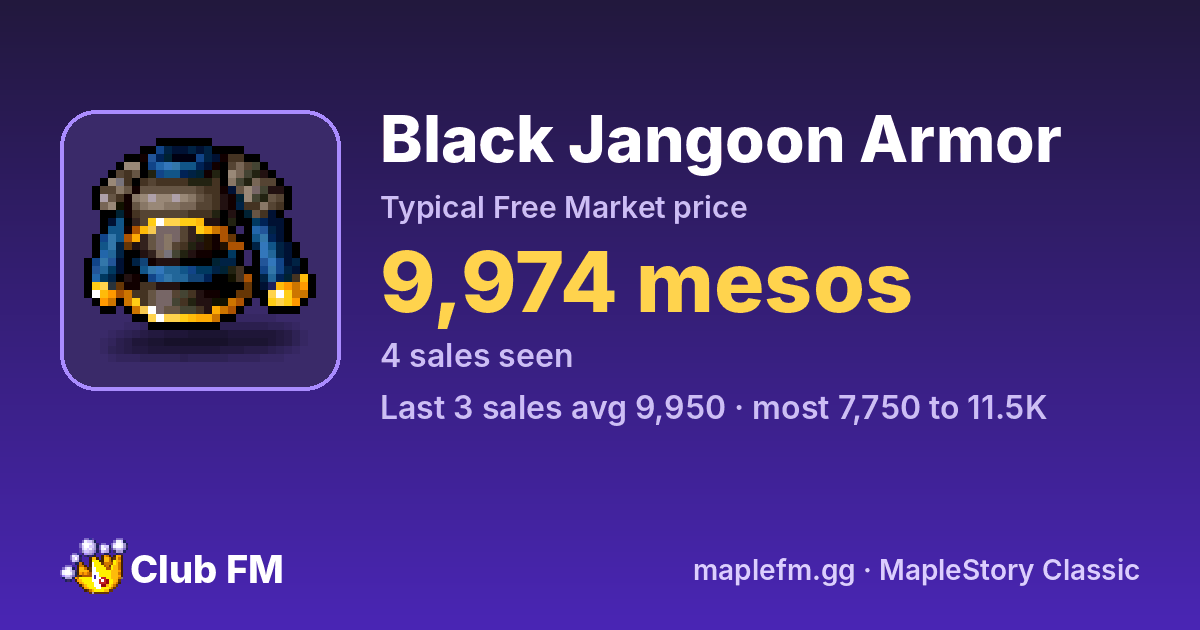 Black Jangoon Armor
Typical Free Market price
9,974 mesos
4 sales seen
Last 3 sales avg 9,950 · most 7,750 to 11.5K
Club FM
maplefm.gg · MapleStory Classic